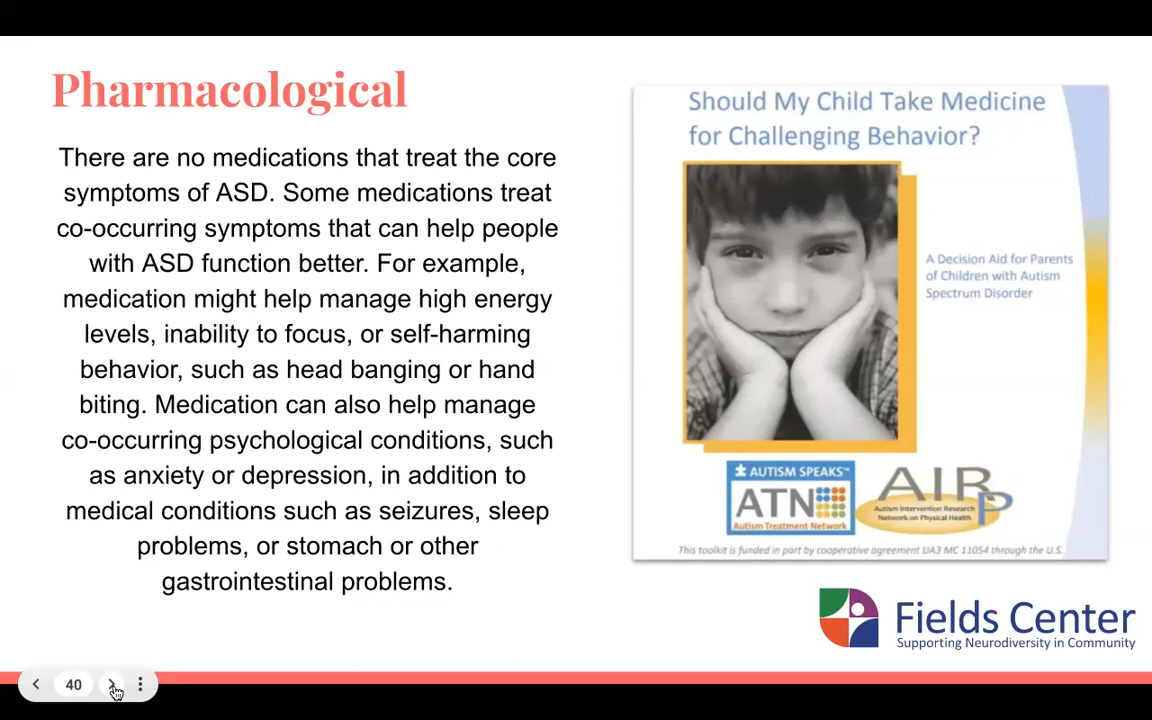 Pharmacological
There are no medications that treat the core
symptoms of ASD. Some medications treat
co-occurring symptoms that can help people
with ASD function better. For example,
medication might help manage high energy
levels, inability to focus, or self-harming
behavior, such as head banging or hand
biting. Medication can also help manage
co-occurring psychological conditions, such
as anxiety or depression, in addition to
medical conditions such as seizures, sleep
problems, or stomach or other
gastrointestinal problems.
Should My Child Take Medicine
for Challenging Behavior?
A Decision Aid for Parents
of Children with Autism
Spectrum Disorder
AUTISM SPEAKS™
ATN
Autism Treatment Network
AIR P
Autism Intervention Research
Network on Physical Health
This toolkit is funded in part by cooperative agreement UA3 MC 11054 through the U.S.
Fields Center
Supporting Neurodiversity in Community
40